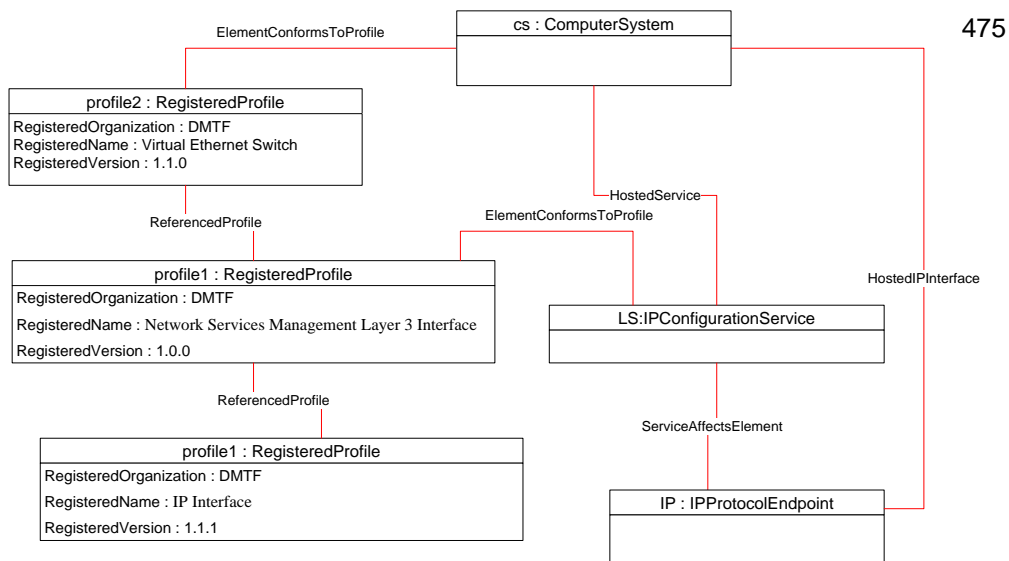 475
cs : ComputerSystem
ElementConformsToProfile
profile2 : RegisteredProfile
RegisteredOrganization : DMTF
RegisteredName : Virtual Ethernet Switch
RegisteredVersion : 1.1.0
HostedService
ElementConformsToProfile
ReferencedProfile
profile1 : RegisteredProfile
RegisteredOrganization : DMTF
RegisteredName : Network Services Management Layer 3 Interface
RegisteredVersion : 1.0.0
HostedIPInterface
LS:IPConfigurationService
ReferencedProfile
ServiceAffectsElement
profile1 : RegisteredProfile
RegisteredOrganization : DMTF
RegisteredName : IP Interface
RegisteredVersion : 1.1.1
IP : IPProtocolEndpoint